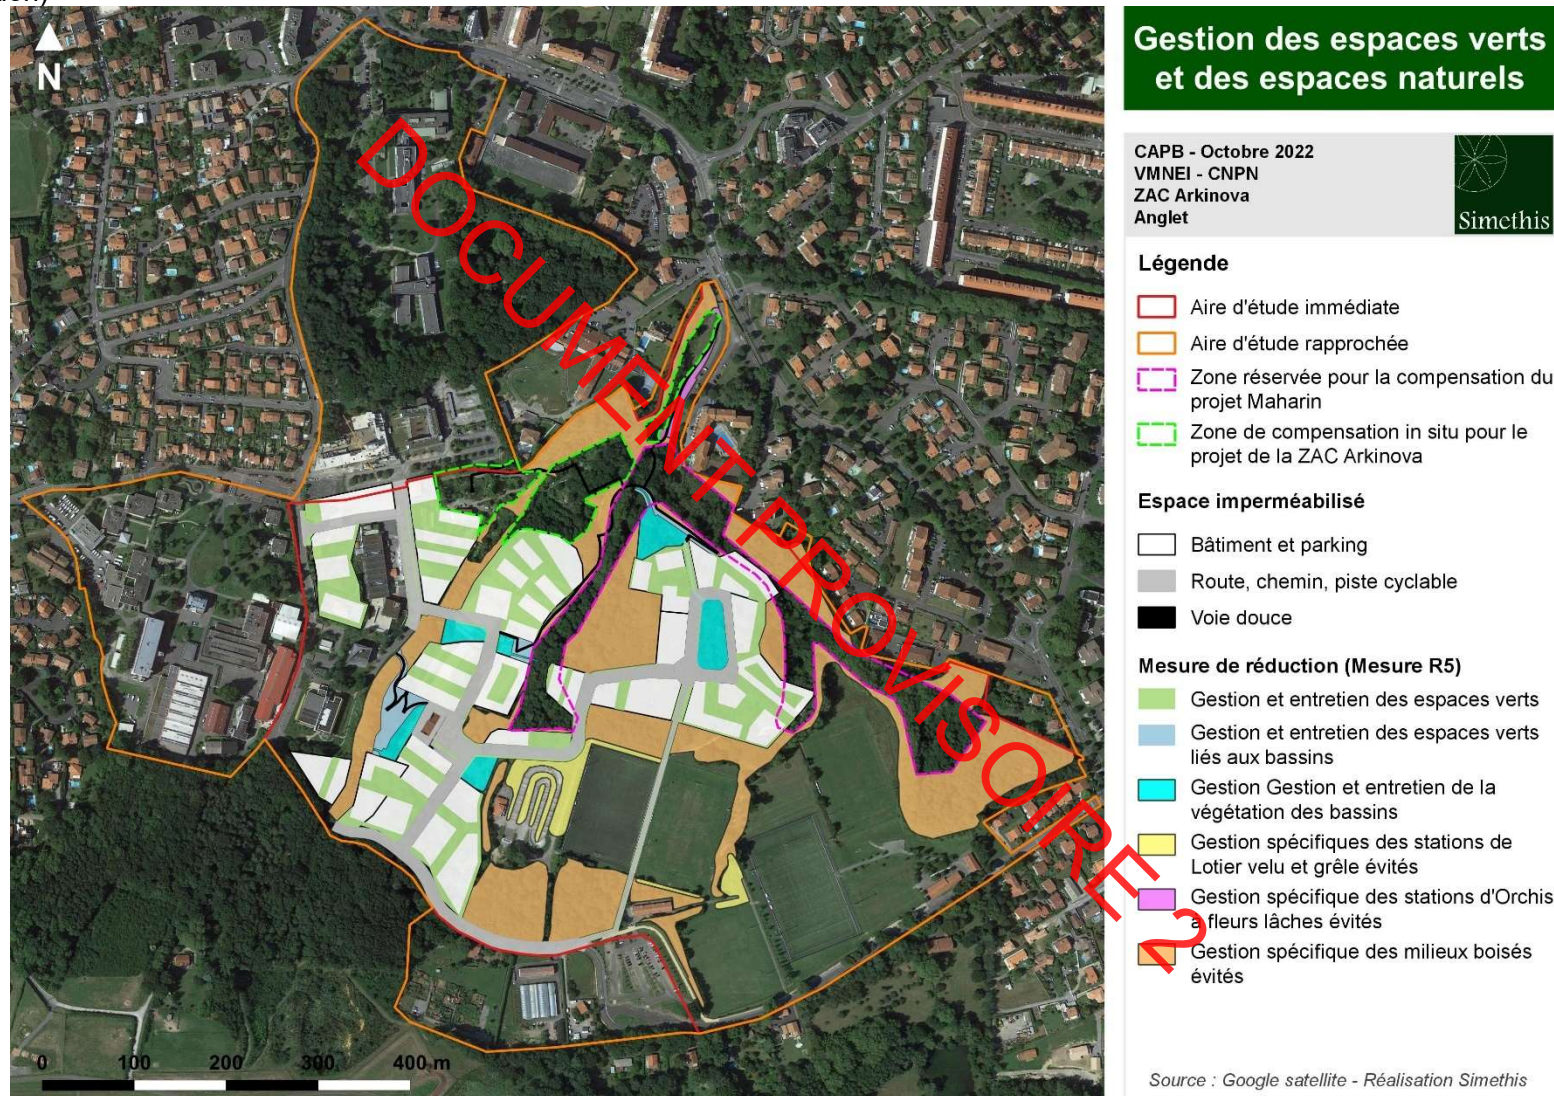 N
DOCUMENT PROVISOIRE 2
0 100 200 300 400 m
Gestion des espaces verts
et des espaces naturels
CAPB - Octobre 2022
VMNEI - CNPN
ZAC Arkinova
Anglet
Simethis
Légende
Aire d'étude immédiate
Aire d'étude rapprochée
Zone réservée pour la compensation du
projet Maharin
Zone de compensation in situ pour le
projet de la ZAC Arkinova
Espace imperméabilisé
Bâtiment et parking
Route, chemin, piste cyclable
Voie douce
Mesure de réduction (Mesure R5)
Gestion et entretien des espaces verts
Gestion et entretien des espaces verts
liés aux bassins
Gestion Gestion et entretien de la
végétation des bassins
Gestion spécifiques des stations de
Lotier velu et grêle évités
Gestion spécifique des stations d'Orchis
à fleurs lâches évités
Gestion spécifique des milieux boisés
évités
Source : Google satellite - Réalisation Simethis